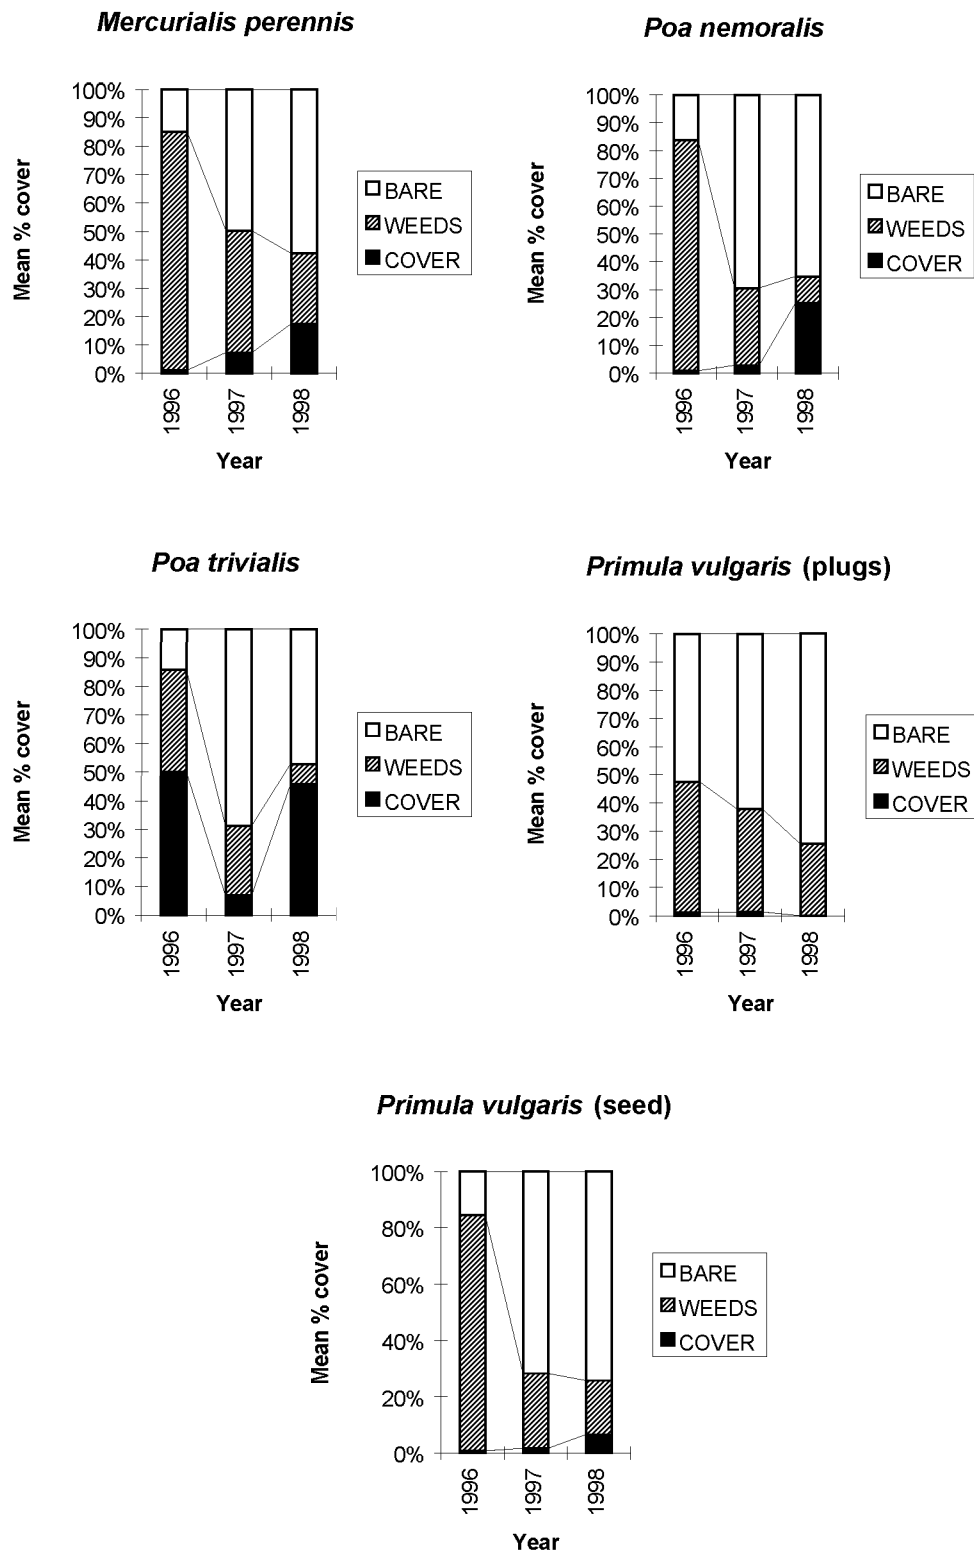 Mercurialis perennis
Mean % cover
100%
90%
80%
70%
60%
50%
40%
30%
20%
10%
0%
1996
1997
1998
Year
BARE
WEEDS
COVER
Poa nemoralis
Mean % cover
100%
90%
80%
70%
60%
50%
40%
30%
20%
10%
0%
1996
1997
1998
Year
BARE
WEEDS
COVER
Poa trivialis
Mean % cover
100%
90%
80%
70%
60%
50%
40%
30%
20%
10%
0%
1996
1997
1998
Year
BARE
WEEDS
COVER
Primula vulgaris (plugs)
Mean % cover
100%
90%
80%
70%
60%
50%
40%
30%
20%
10%
0%
1996
1997
1998
Year
BARE
WEEDS
COVER
Primula vulgaris (seed)
Mean % cover
100%
80%
60%
40%
20%
0%
1996
1997
1998
Year
BARE
WEEDS
COVER